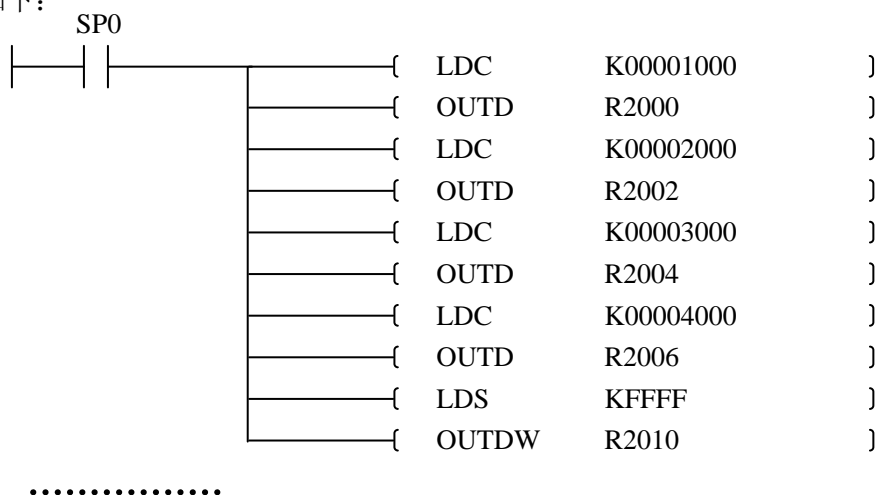 下：
SP0
LDC K00001000
OUTD R2000
LDC K00002000
OUTD R2002
LDC K00003000
OUTD R2004
LDC K00004000
OUTD R2006
LDS KFFFF
OUTDW R2010
................